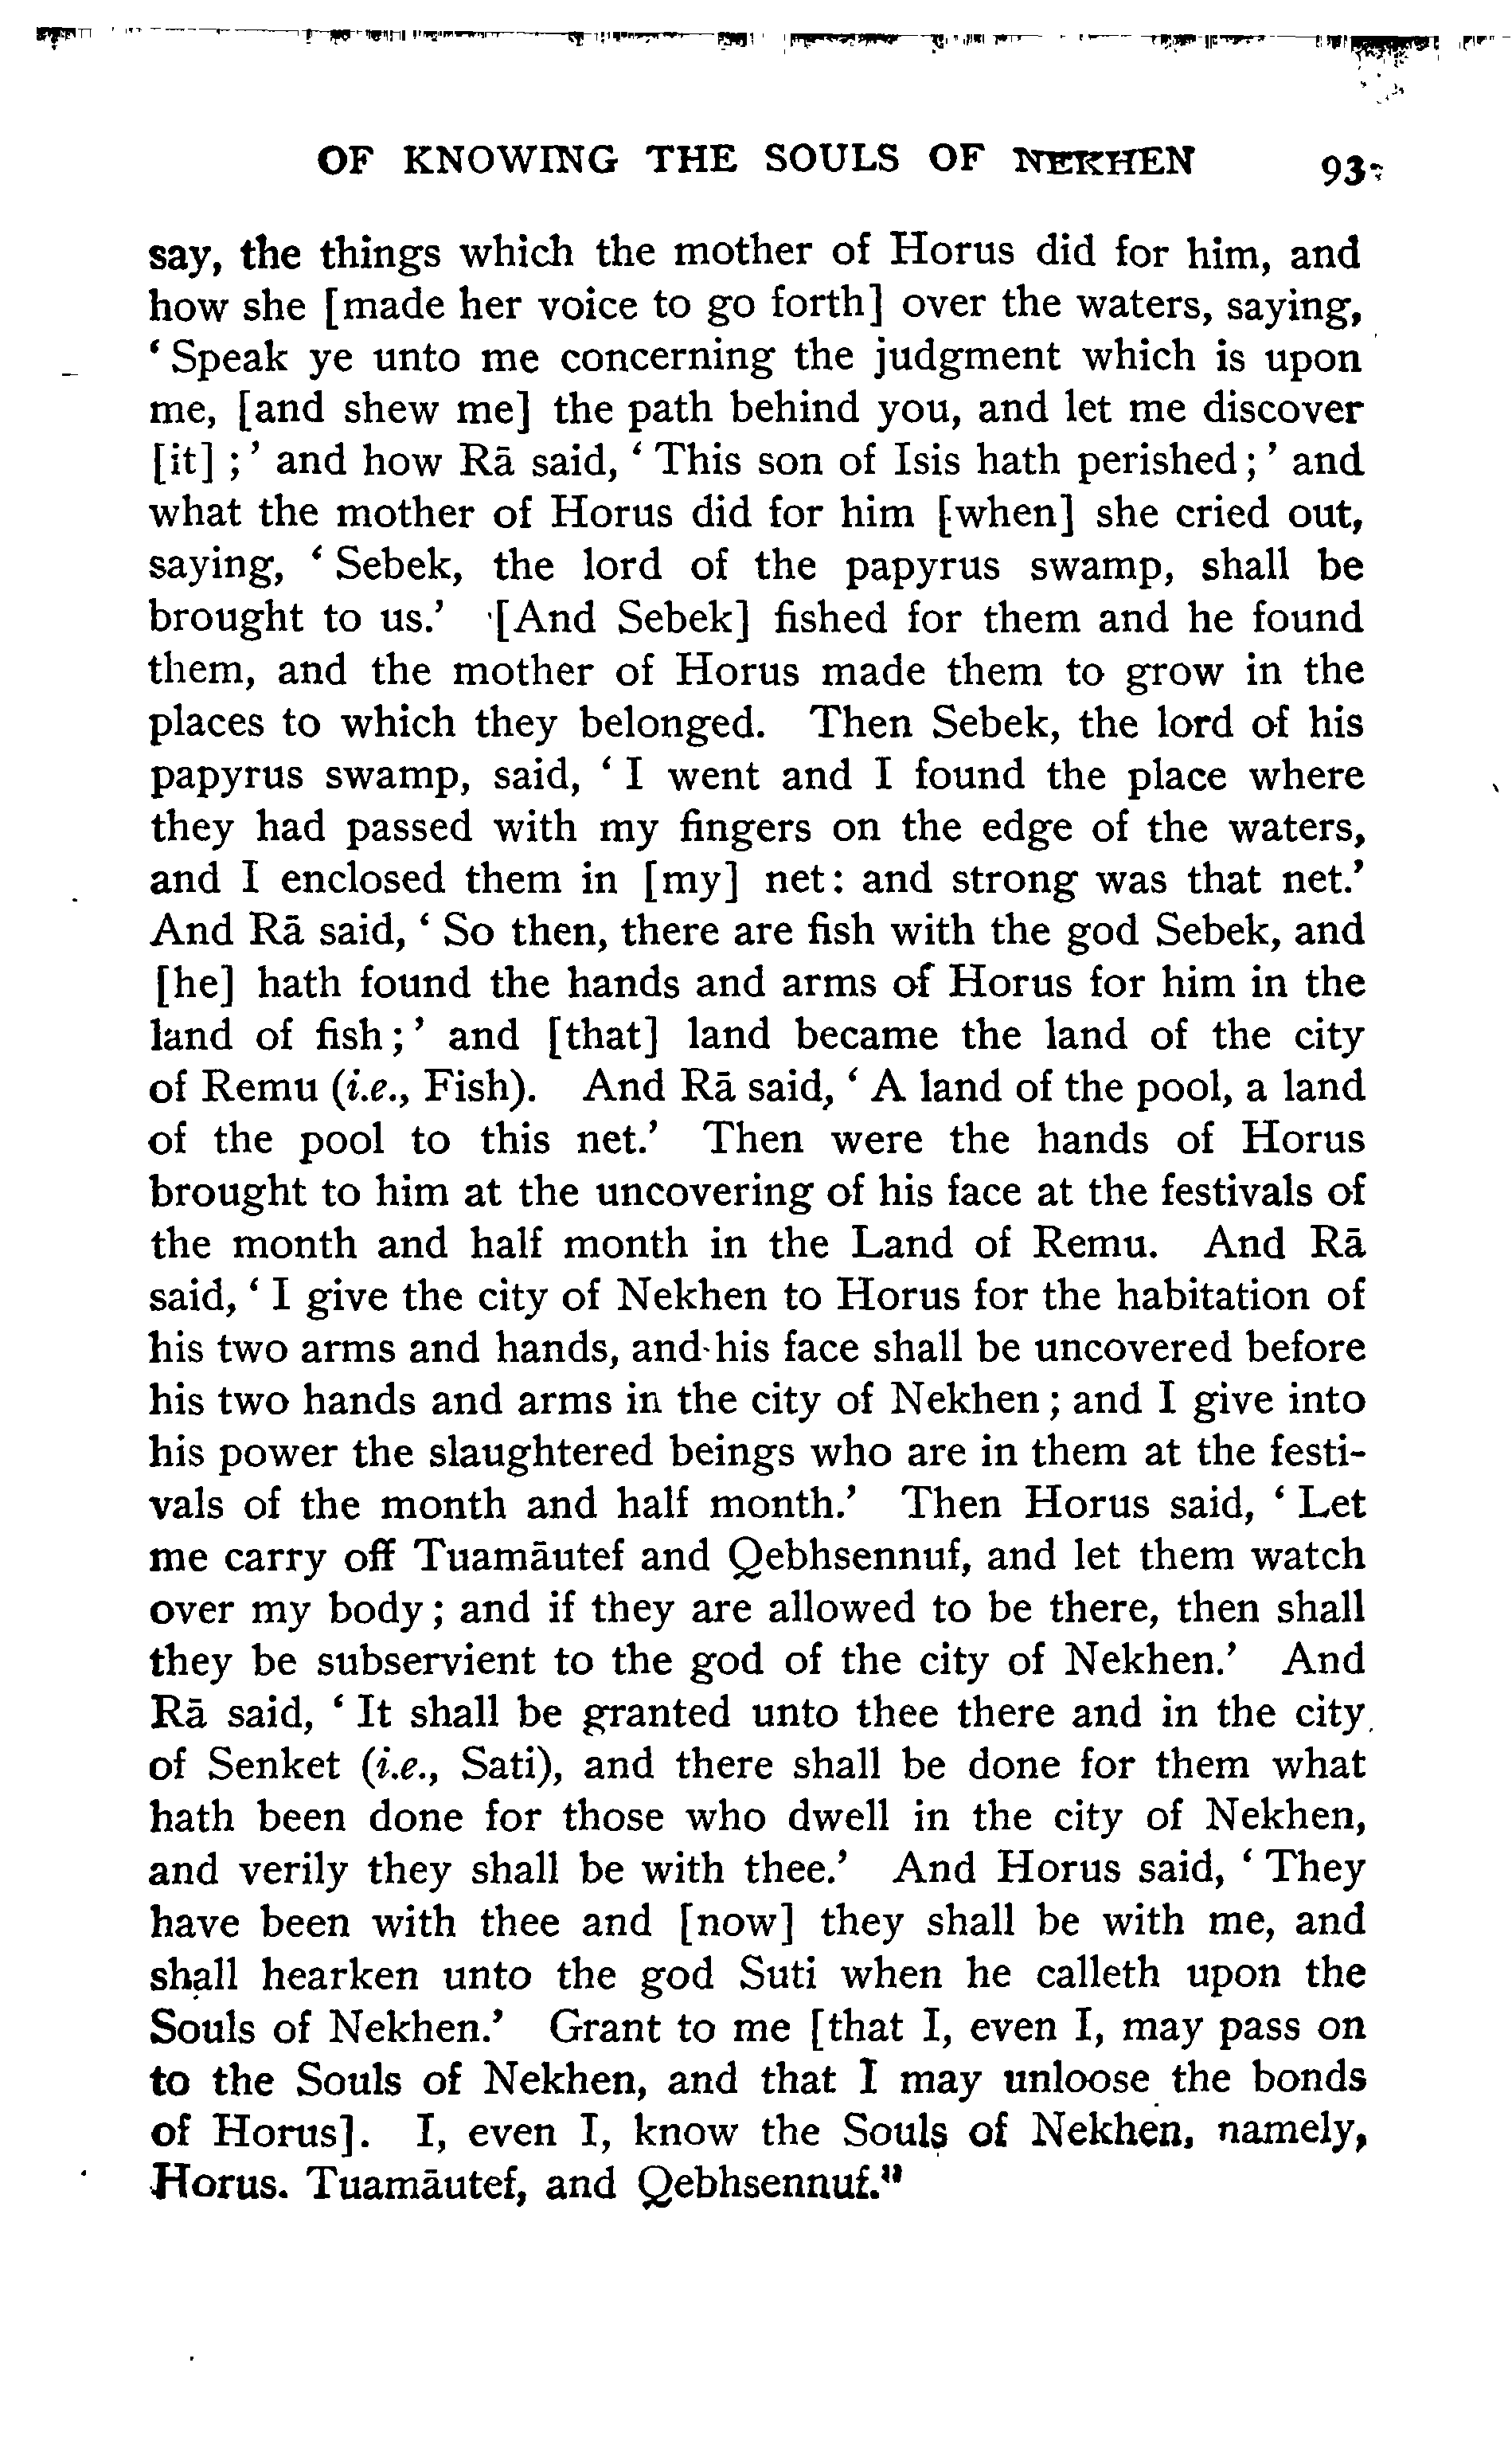 OF KNOWING THE SOULS OF NEKHEN 93
say, the things which the mother of Horus did for him, and
how she [made her voice to go forth] over the waters, saying,
‘ Speak ye unto me concerning the judgment which is upon
me, [and shew me] the path behind you, and let me discover
[it] ; ’ and how Rā said, ‘ This son of Isis hath perished ; ’ and
what the mother of Horus did for him [when] she cried out,
saying, ‘ Sebek, the lord of the papyrus swamp, shall be
brought to us.’ [And Sebek] fished for them and he found
them, and the mother of Horus made them to grow in the
places to which they belonged. Then Sebek, the lord of his
papyrus swamp, said, ‘ I went and I found the place where
they had passed with my fingers on the edge of the waters,
and I enclosed them in [my] net : and strong was that net.’
And Rā said, ‘ So then, there are fish with the god Sebek, and
[he] hath found the hands and arms of Horus for him in the
land of fish ; ’ and [that] land became the land of the city
of Remu (i.e., Fish). And Rā said, ‘ A land of the pool, a land
of the pool to this net.’ Then were the hands of Horus
brought to him at the uncovering of his face at the festivals of
the month and half month in the Land of Remu. And Rā
said, ‘ I give the city of Nekhen to Horus for the habitation of
his two arms and hands, and his face shall be uncovered before
his two hands and arms in the city of Nekhen ; and I give into
his power the slaughtered beings who are in them at the festi-
vals of the month and half month.’ Then Horus said, ‘ Let
me carry off Tuamāutef and Qebhsennuf, and let them watch
over my body ; and if they are allowed to be there, then shall
they be subservient to the god of the city of Nekhen.’ And
Rā said, ‘ It shall be granted unto thee there and in the city
of Senket (i.e., Sati), and there shall be done for them what
hath been done for those who dwell in the city of Nekhen,
and verily they shall be with thee.’ And Horus said, ‘ They
have been with thee and [now] they shall be with me, and
shall hearken unto the god Suti when he calleth upon the
Souls of Nekhen.’ Grant to me [that I, even I, may pass on
to the Souls of Nekhen, and that I may unloose the bonds
of Horus]. I, even I, know the Souls of Nekhen, namely,
Horus. Tuamāutef, and Qebhsennuf."